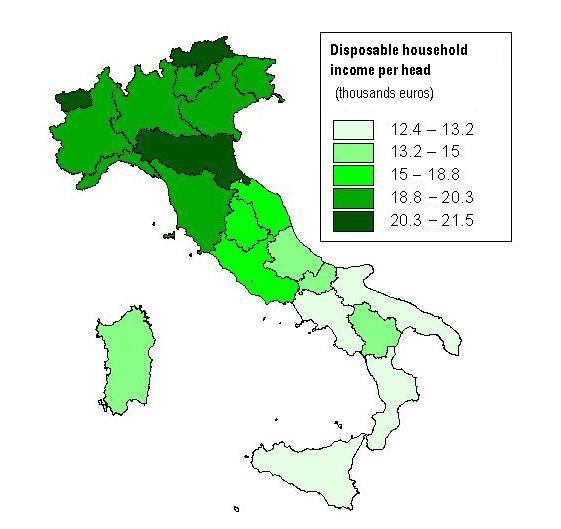 Disposable household
income per head
(thousands euros)
12.4 – 13.2
13.2 – 15
15 – 18.8
18.8 – 20.3
20.3 – 21.5